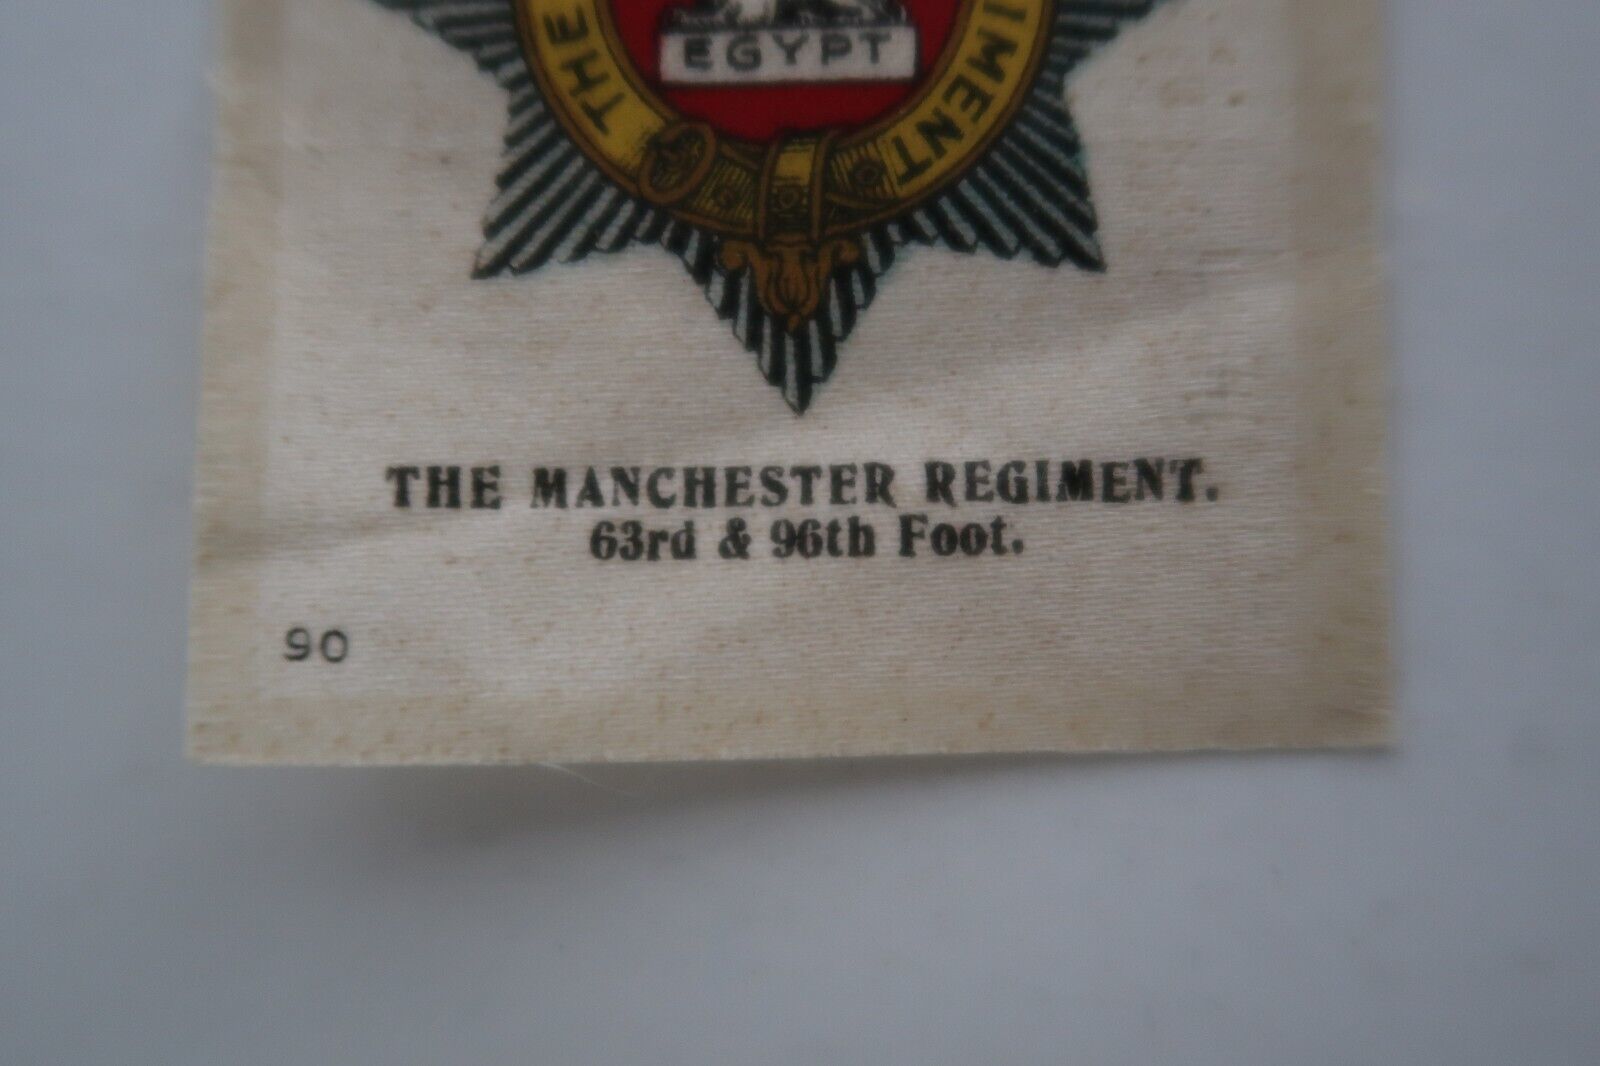 EGYPT
THE
IMENT
THE MANCHESTER REGIMENT.
63rd & 96th Foot.
90